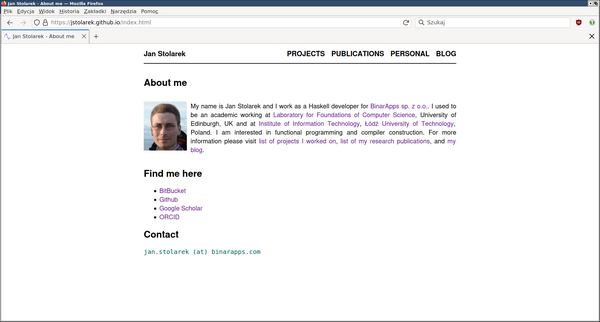 Jan Stolarek - About me — Mozilla Firefox
Plik Edycja Widok Historia Zakładki Narzędzia Pomoc
https://jstolarek.github.io/index.html Szukaj
Jan Stolarek - About me
Jan Stolarek PROJECTS PUBLICATIONS PERSONAL BLOG
About me
My name is Jan Stolarek and I work as a Haskell developer for BinarApps sp. z o.o,. I used to
be an academic working at Laboratory for Foundations of Computer Science, University of
Edinburgh, UK and at Institute of Information Technology, Łódź University of Technology,
Poland. I am interested in functional programming and compiler construction. For more
information please visit list of projects I worked on, list of my research publications, and my
blog.
Find me here
BitBucket
Github
Google Scholar
ORCID
Contact
jan.stolarek (at) binarapps.com